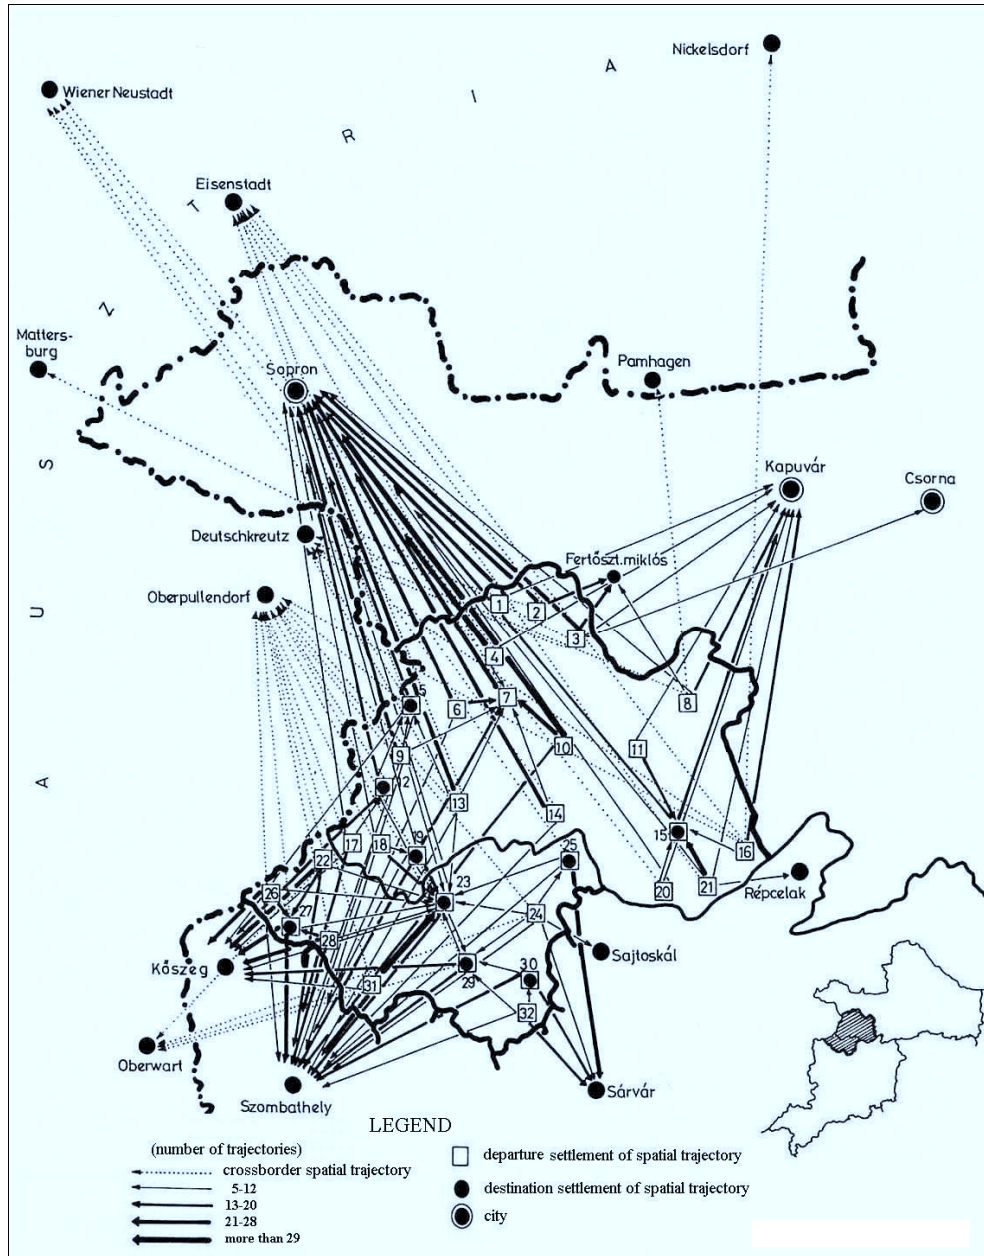 Nickelsdorf
A
I
Wiener Neustadt
R
Eisenstadt
T
Z
Matters-
burg
Sopron
Pamhagen
S
Kapuvár
Csorna
Deutschkreutz
Fertőszt.miklós
Oberpullendorf
U
1
2
3
4
5
6
7
8
9
10
11
A
12
13
14
15
16
17
18
19
20
21
22
23
24
25
26
27
28
29
30
31
32
Répcelak
Sajtoskál
Kőszeg
Oberwart
Szombathely
Sárvár
LEGEND
(number of trajectories)
crossborder spatial trajectory
5-12
13-20
21-28
more than 29
departure settlement of spatial trajectory
destination settlement of spatial trajectory
city